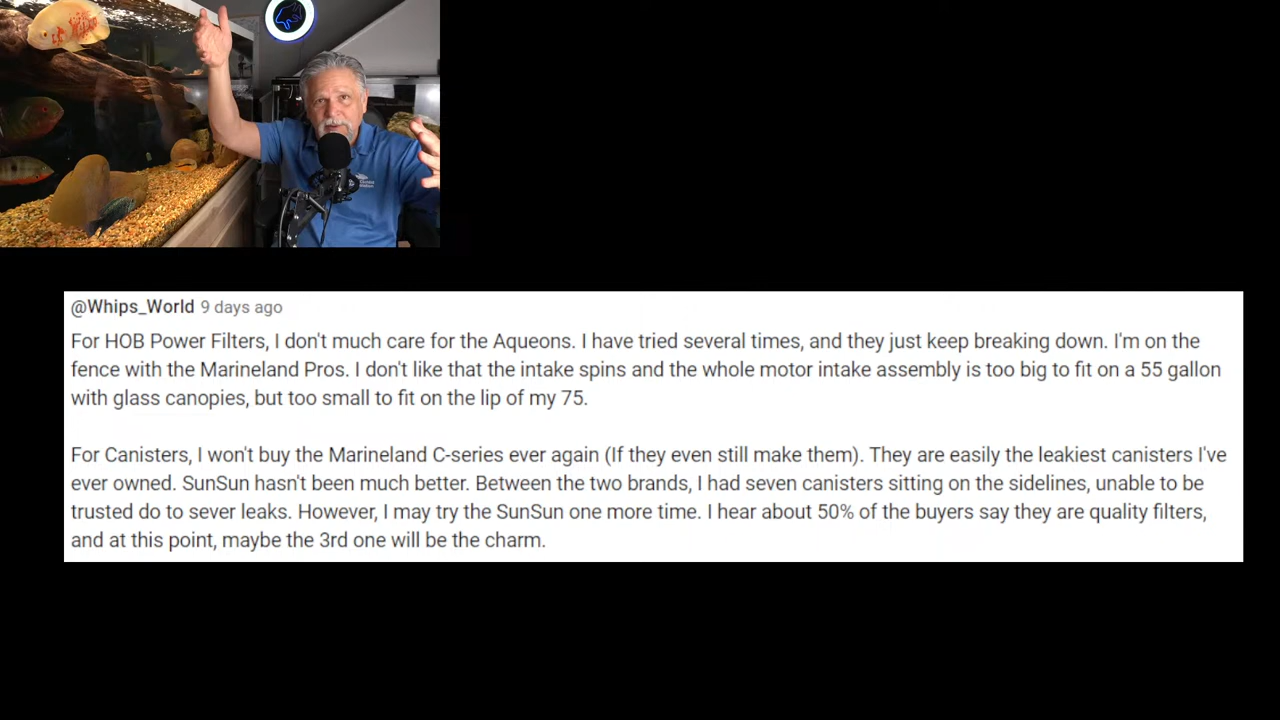 @Whips_World 9 days ago
For HOB Power Filters, I don't much care for the Aqueons. I have tried several times, and they just keep breaking down. I'm on the
fence with the Marineland Pros. I don't like that the intake spins and the whole motor intake assembly is too big to fit on a 55 gallon
with glass canopies, but too small to fit on the lip of my 75.
For Canisters, I won't buy the Marineland C-series ever again (If they even still make them). They are easily the leakiest canisters I've
ever owned. SunSun hasn't been much better. Between the two brands, I had seven canisters sitting on the sidelines, unable to be
trusted do to sever leaks. However, I may try the SunSun one more time. I hear about 50% of the buyers say they are quality filters,
and at this point, maybe the 3rd one will be the charm.